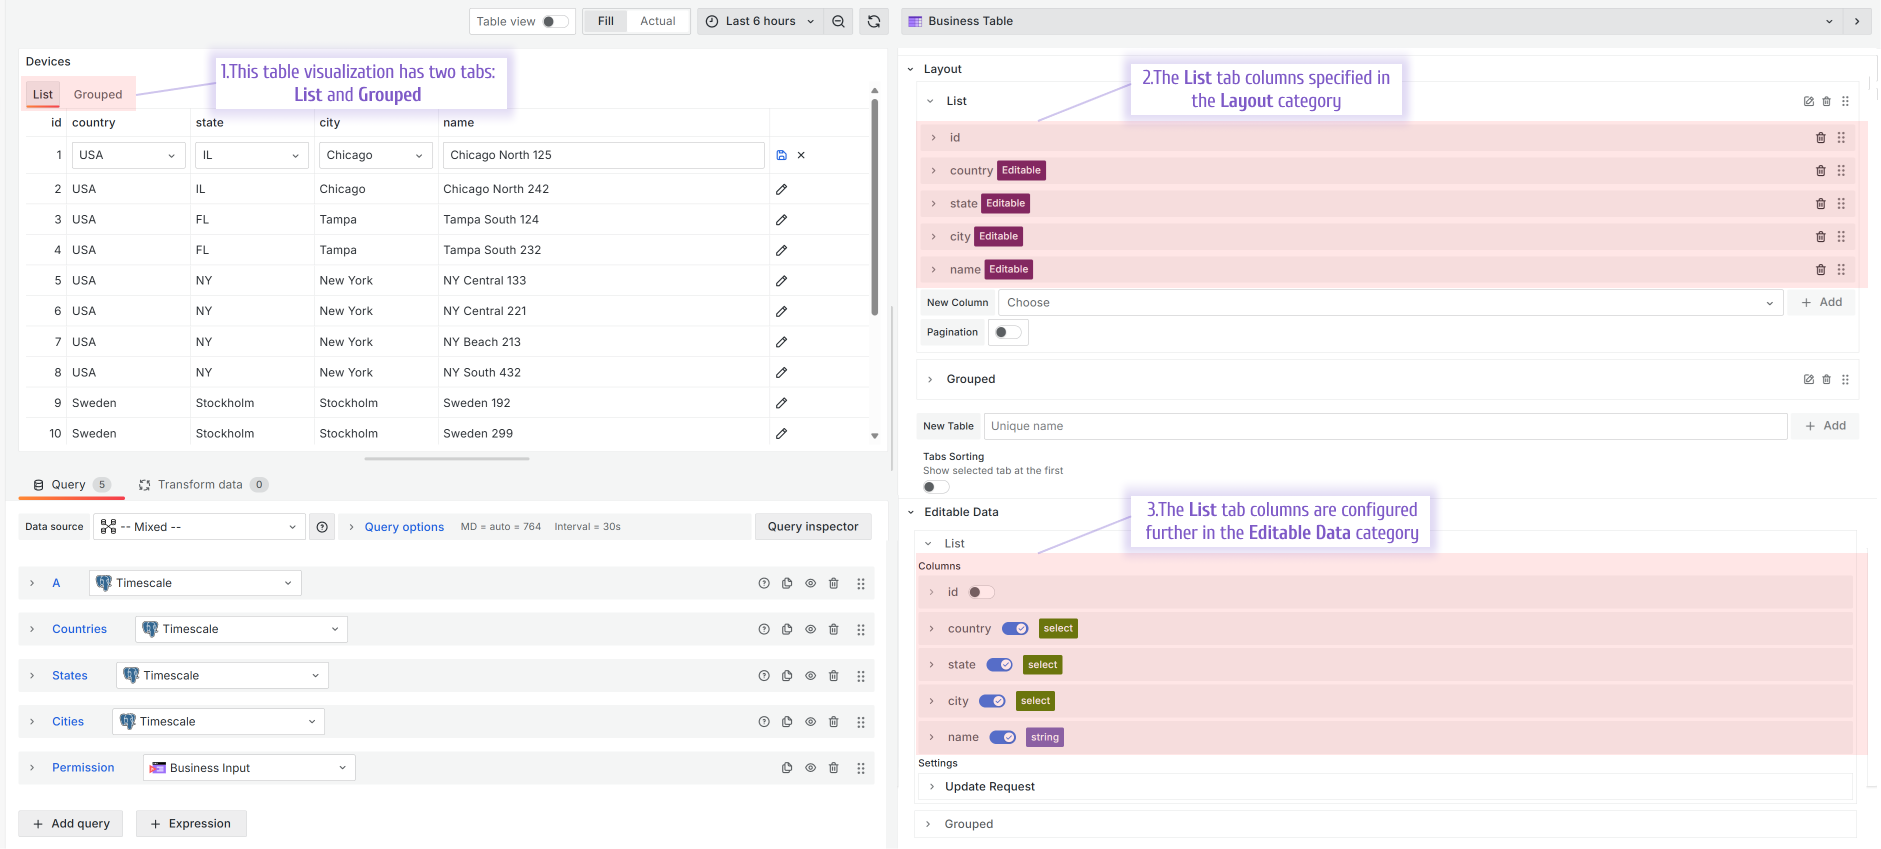 Table view
Fill
Actual
Last 6 hours
Business Table
Devices
List
Grouped
1.This table visualization has two tabs:
List and Grouped
id country state city name
1 USA IL Chicago Chicago North 125
2 USA IL Chicago Chicago North 242
3 USA FL Tampa Tampa South 124
4 USA FL Tampa Tampa South 232
5 USA NY New York NY Central 133
6 USA NY New York NY Central 221
7 USA NY New York NY Beach 213
8 USA NY New York NY South 432
9 Sweden Stockholm Stockholm Sweden 192
10 Sweden Stockholm Stockholm Sweden 299
Query 5
Transform data 0
Data source
-- Mixed --
Query options
MD = auto = 764
Interval = 30s
Query inspector
A Timescale
Countries Timescale
States Timescale
Cities Timescale
Permission Business Input
+ Add query
+ Expression
Layout
2.The List tab columns specified in
the Layout category
List
id
country Editable
state Editable
city Editable
name Editable
New Column Choose + Add
Pagination
Grouped
New Table Unique name + Add
Tabs Sorting
Show selected tab at the first
Editable Data
3.The List tab columns are configured
further in the Editable Data category
List
Columns
id
country select
state select
city select
name string
Settings
Update Request
Grouped